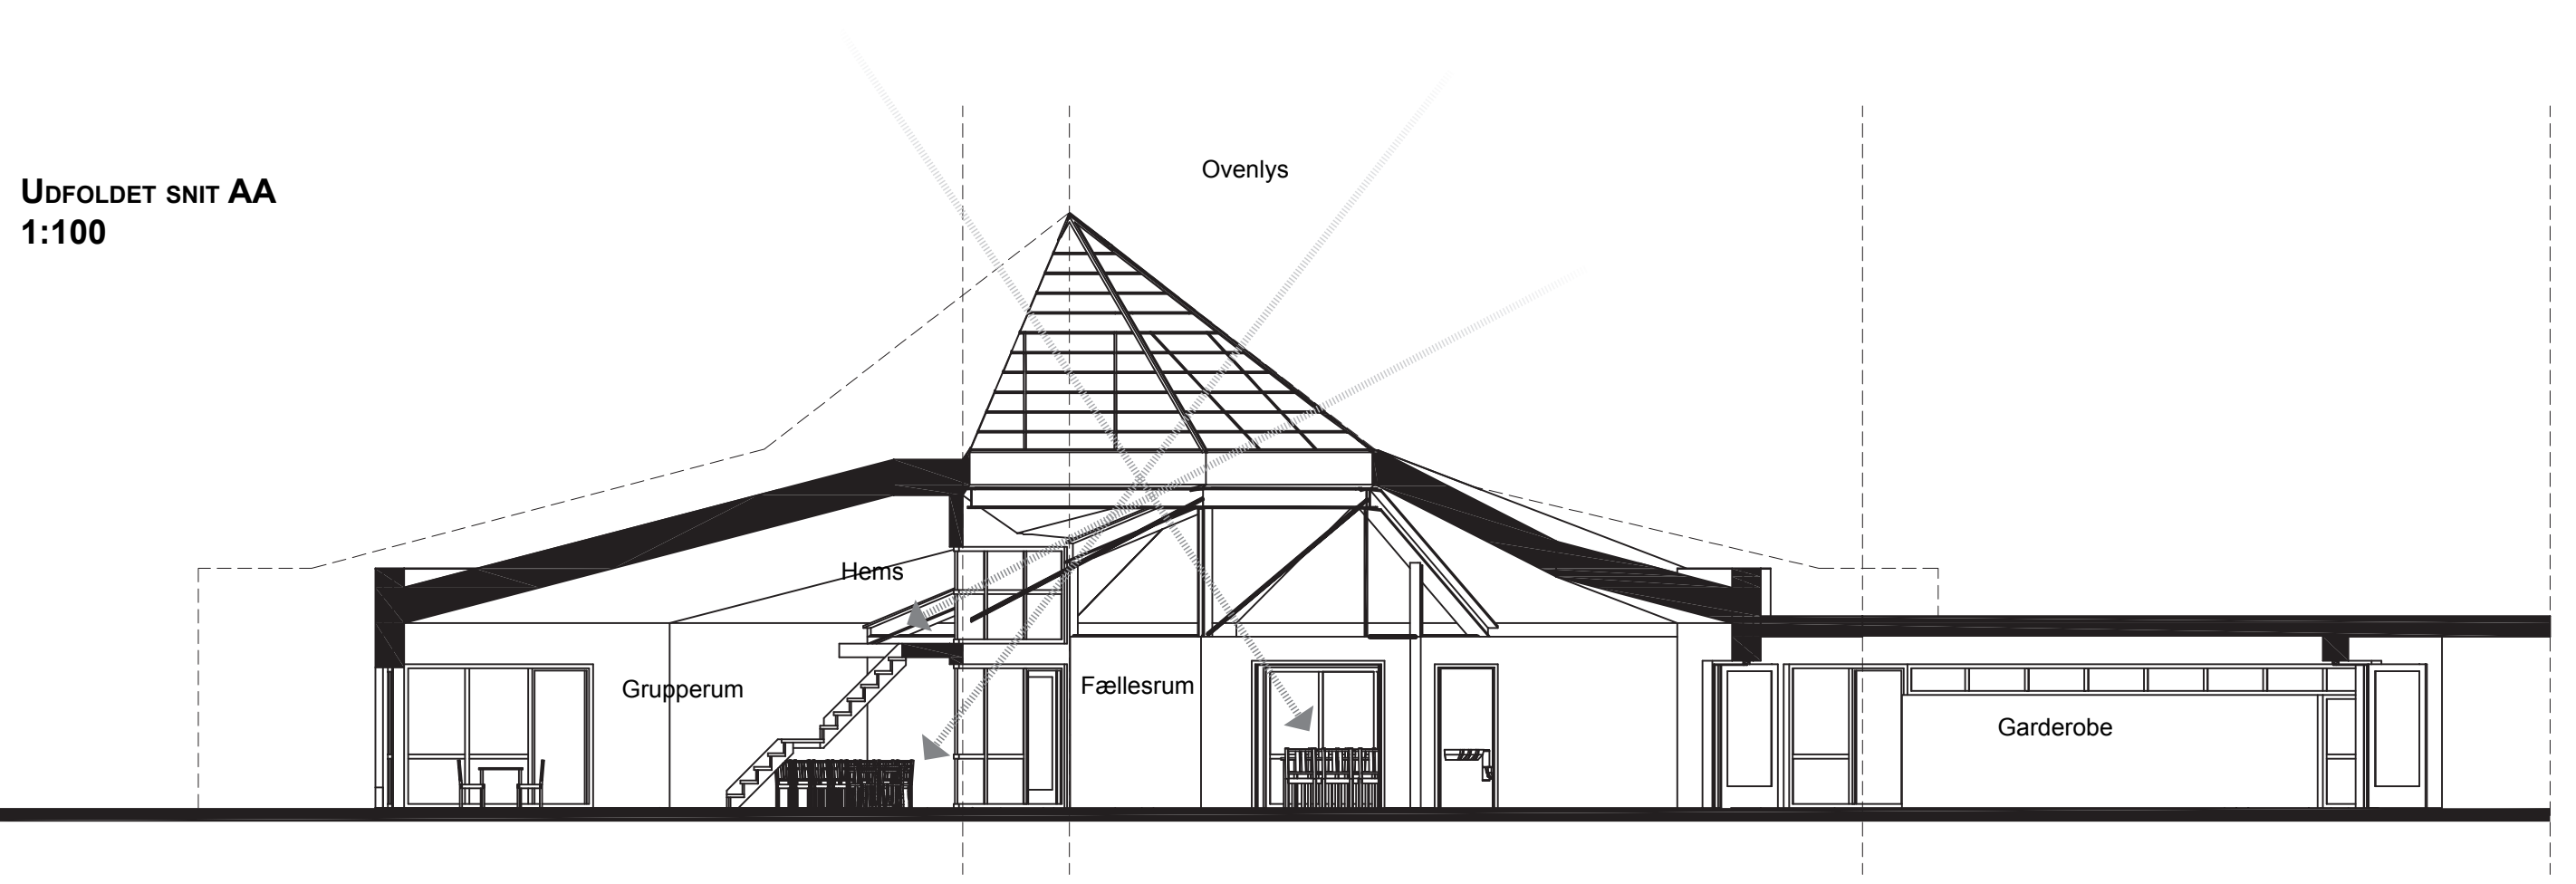 Ovenlys
UDFOLDET SNIT AA
1:100
Hems
Grupperum
Fællesrum
Garderobe